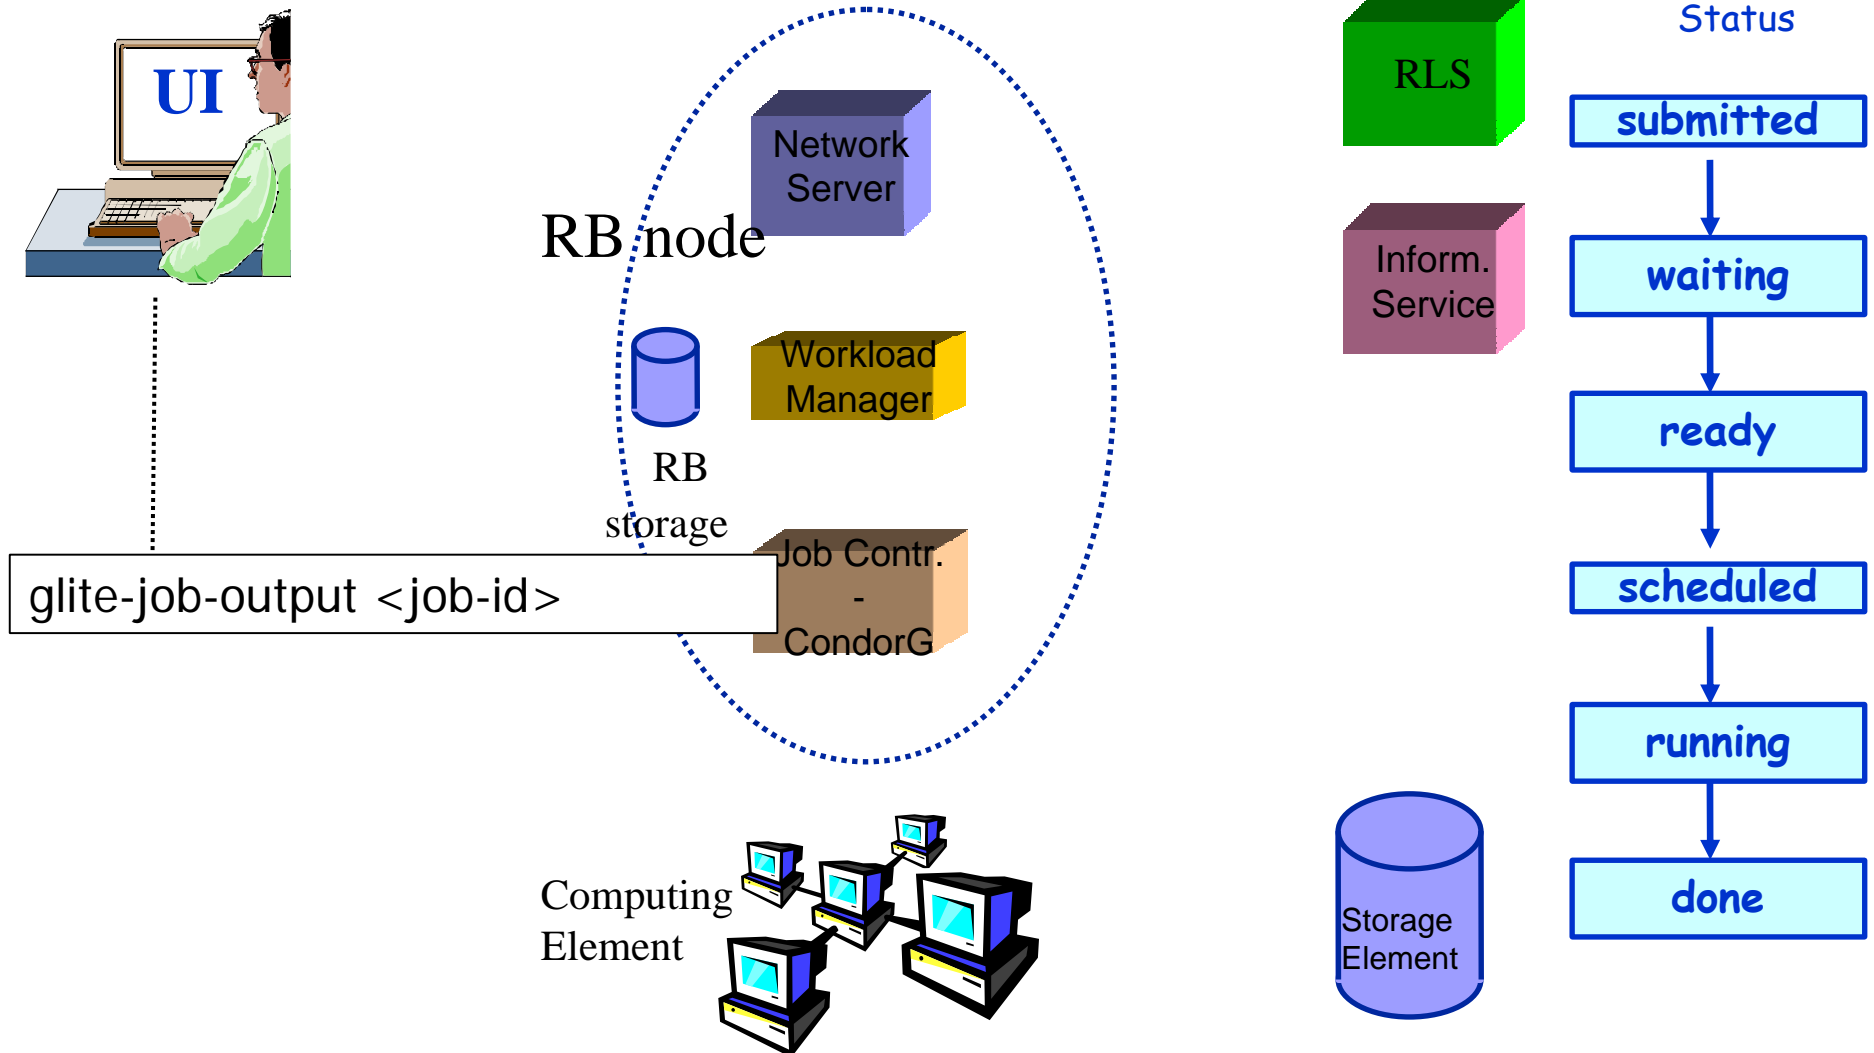 UI
Network
Server
RB node
Workload
Manager
RB
storage
Job Contr.
-
CondorG
glite-job-output <job-id>
Computing
Element
RLS
Inform.
Service
Storage
Element
Status
submitted
waiting
ready
scheduled
running
done